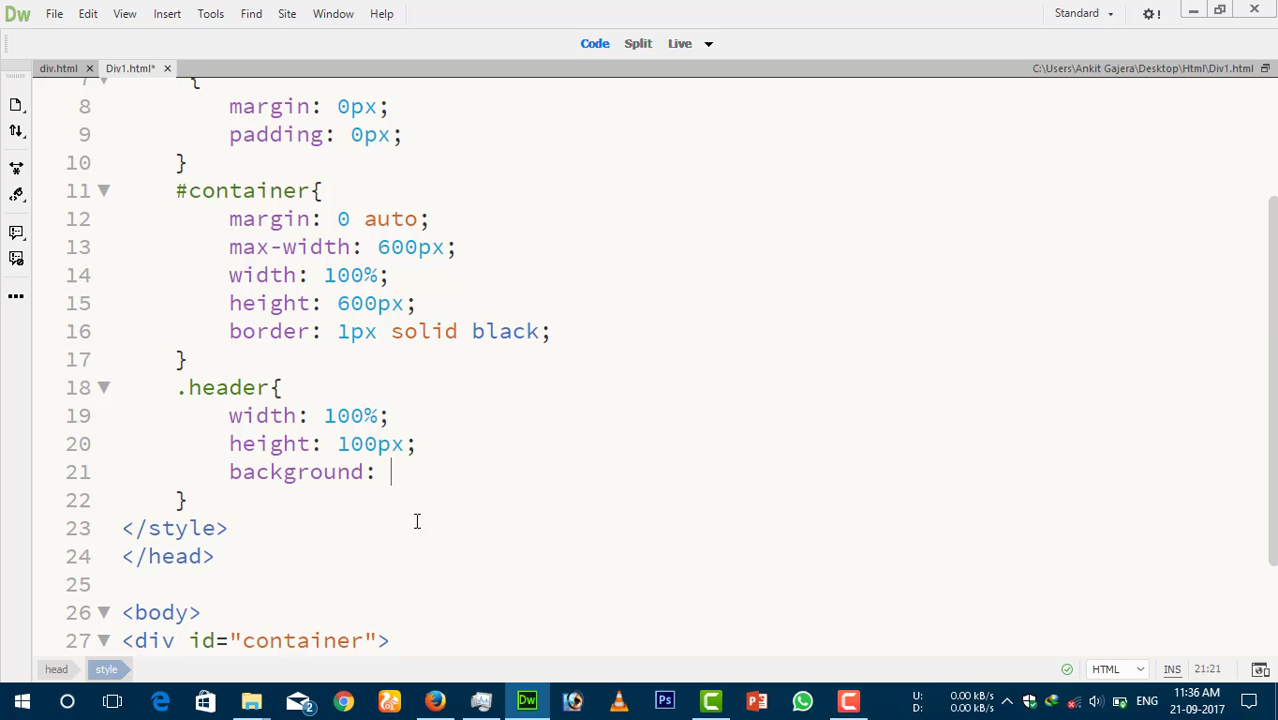 Dw File Edit View Insert Tools Find Site Window Help Standard
Code Split Live
div.html Div1.html* C:\Users\Ankit Gajera\Desktop\Html\Div1.html
{
8 margin: 0px;
9 padding: 0px;
10 }
11 #container{
12 margin: 0 auto;
13 max-width: 600px;
14 width: 100%;
15 height: 600px;
16 border: 1px solid black;
17 }
18 .header{
19 width: 100%;
20 height: 100px;
21 background:
22 }
23 </style>
24 </head>
25
26 <body>
27 <div id="container">
head style HTML INS 21:21
Dw Ps 2 U: 0.00 kB/s ENG 11:36 AM
D: 0.00 kB/s 21-09-2017